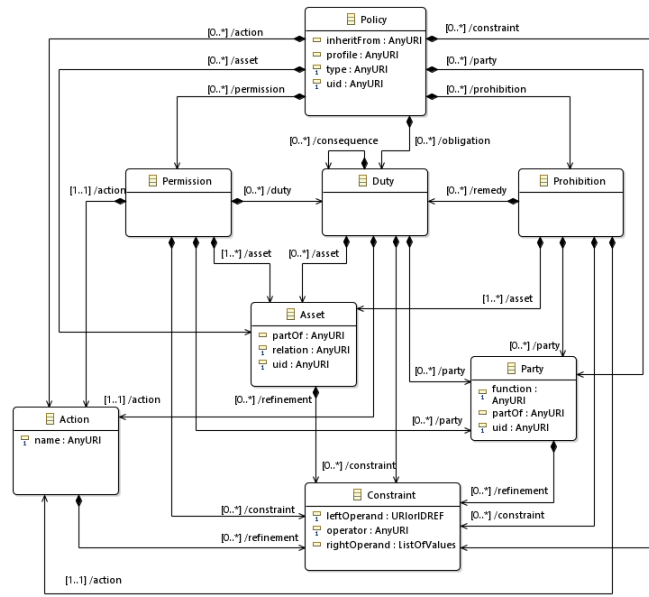 Policy
inheritFrom : AnyURI
profile : AnyURI
type : AnyURI
uid : AnyURI
[0..*] /action
[0..*] /constraint
[0..*] /asset
[0..*] /party
[0..*] /permission
[0..*] /prohibition
[0..*] /consequence
[0..*] /obligation
[1..1] /action
Permission
[0..*] /duty
Duty
[0..*] /remedy
Prohibition
[1..*] /asset
[0..*] /asset
[1..*] /asset
Asset
partOf : AnyURI
relation : AnyURI
uid : AnyURI
[0..*] /party
Party
function :
AnyURI
partOf : AnyURI
uid : AnyURI
[0..*] /party
[1..1] /action
[0..*] /refinement
[0..*] /party
Action
name : AnyURI
[0..*] /constraint
Constraint
leftOperand : URIorIDREF
operator : AnyURI
rightOperand : ListOfValues
[0..*] /refinement
[0..*] /constraint
[0..*] /constraint
[0..*] /refinement
[1..1] /action